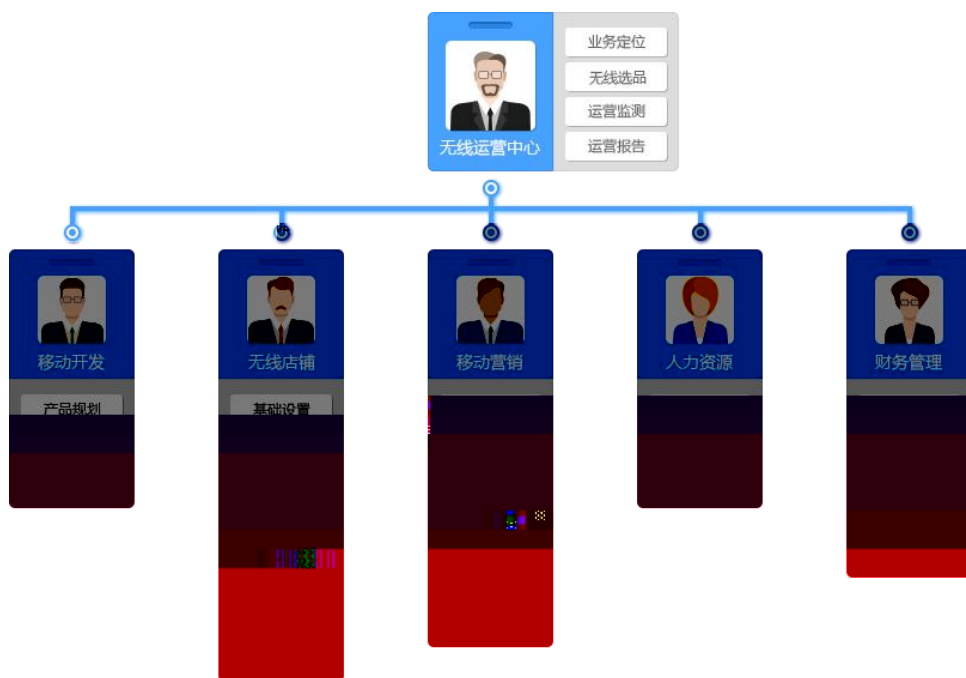 业务定位
无线选品
运营监测
运营报告
无线运营中心
移动开发
无线店铺
移动营销
人力资源
财务管理
产品规划
基础设置